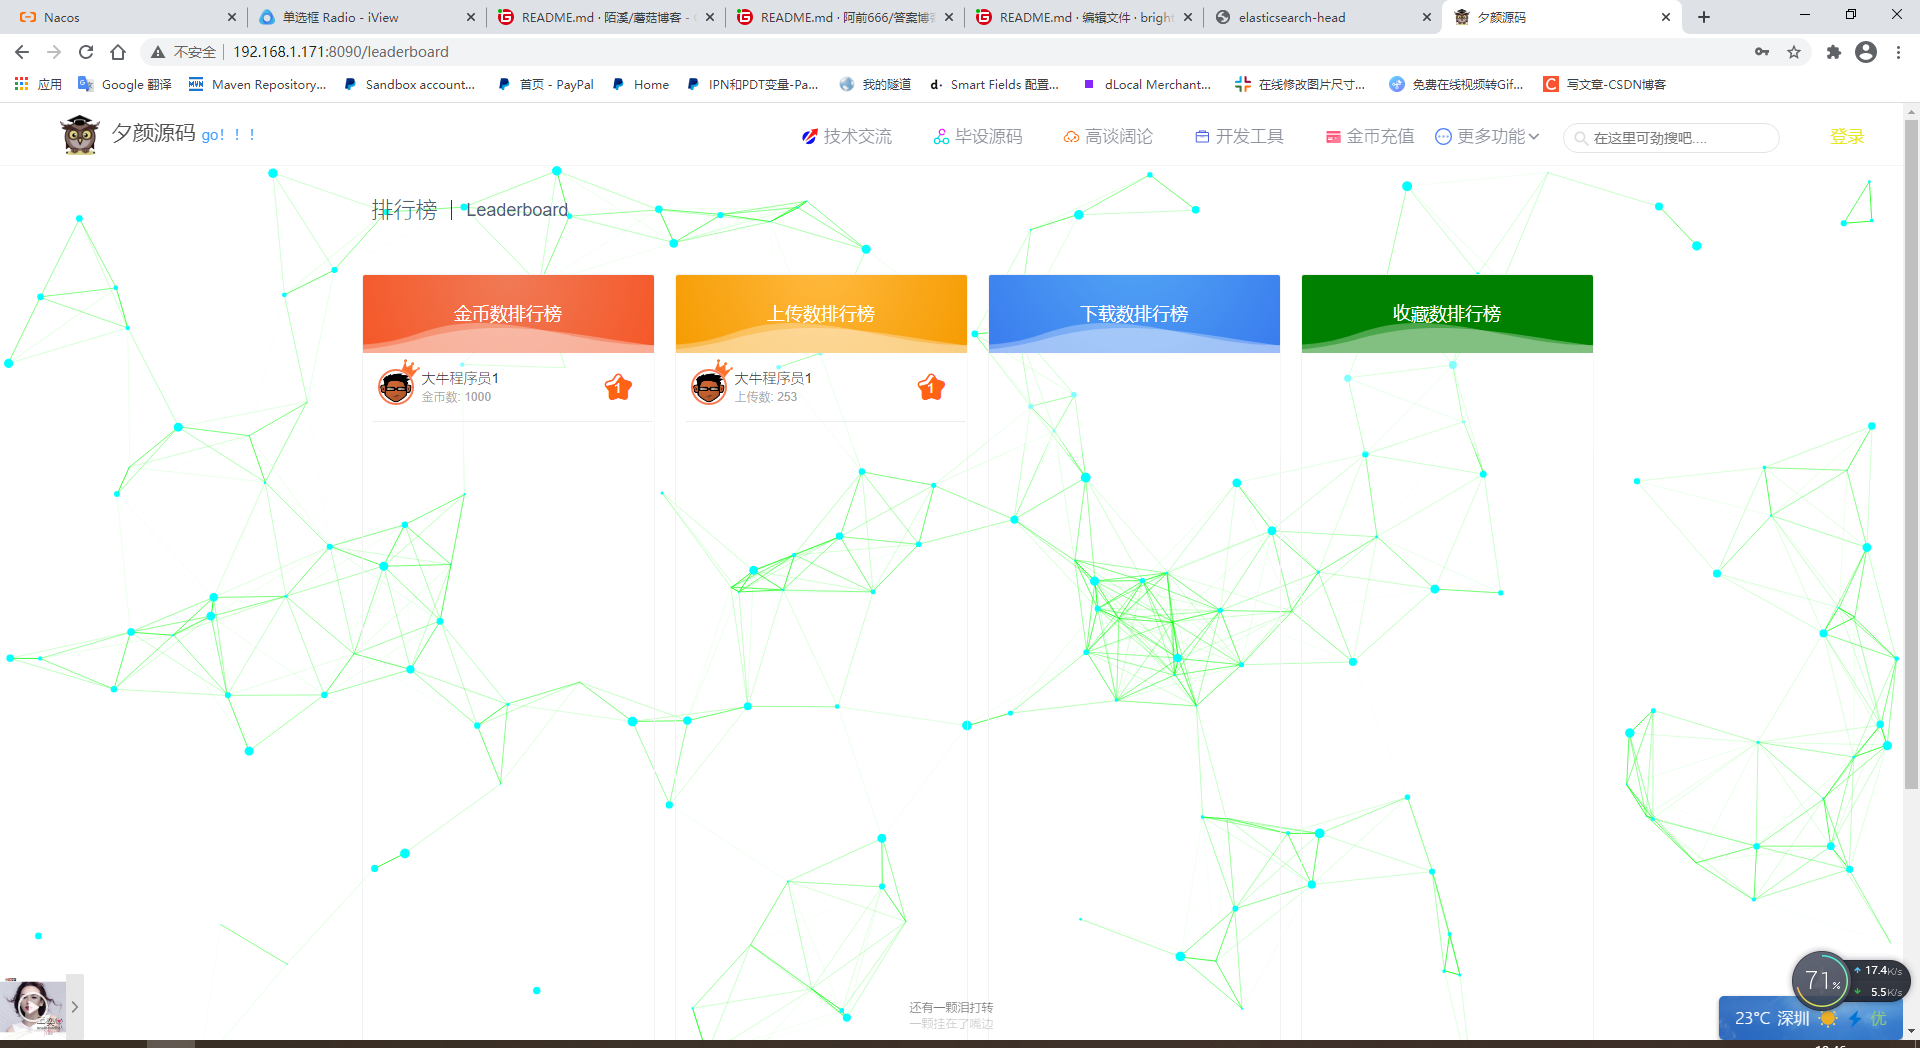 Nacos
单选框 Radio - iView
README.md · 陌溪/蘑菇博客 -
README.md · 阿前666/答案博
README.md · 编辑文件 · bright
elasticsearch-head
夕颜源码
不安全 192.168.1.171:8090/leaderboard
应用
Google 翻译
Maven Repository...
Sandbox account...
首页 - PayPal
Home
IPN和PDT变量-Pa...
我的隧道
d· Smart Fields 配置...
dLocal Merchant...
在线修改图片尺寸...
免费在线视频转Gif...
C 写文章-CSDN博客
夕颜源码 go! ! !
技术交流
毕设源码
高谈阔论
开发工具
金币充值
更多功能
在这里可劲搜吧....
登录
排行榜 | Leaderboard
金币数排行榜
上传数排行榜
下载数排行榜
收藏数排行榜
大牛程序员1
金币数: 1000
1
大牛程序员1
上传数: 253
1
还有一颗泪打转
一颗挂在了嘴边
71%
17.4K/s
5.5K/s
23°C 深圳 优